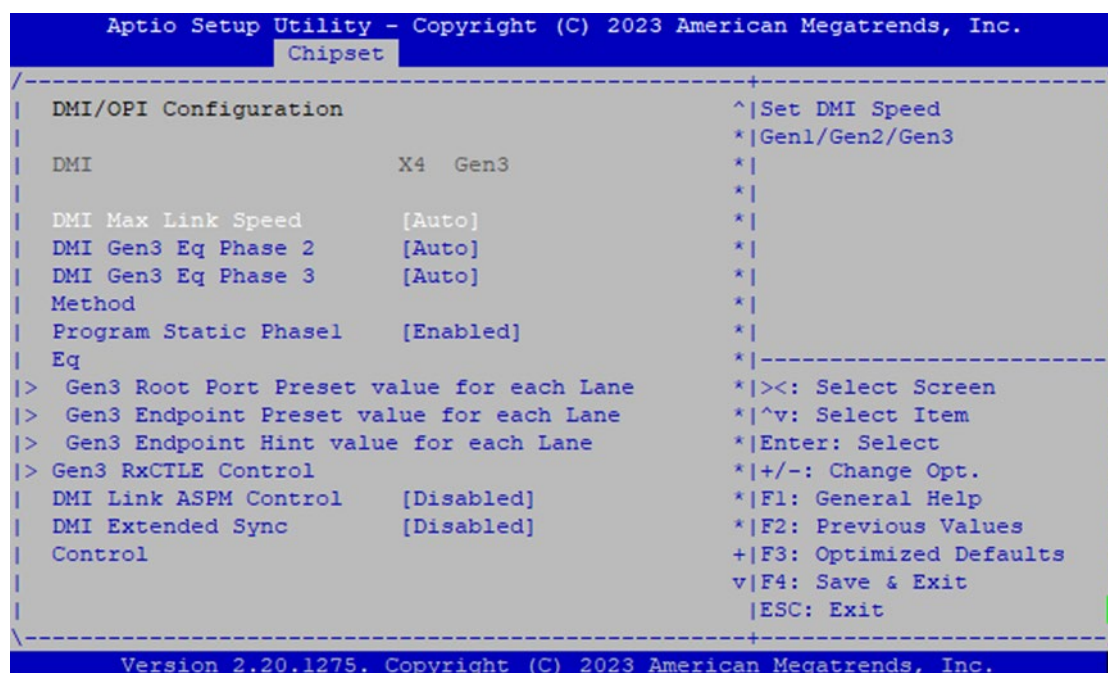 Aptio Setup Utility – Copyright (C) 2023 American Megatrends, Inc.
Chipset
/----------------------------------------------------+-------------------------
| DMI/OPI Configuration ^|Set DMI Speed
| *|Gen1/Gen2/Gen3
| DMI X4 Gen3 *|
| *|
| DMI Max Link Speed [Auto] *|
| DMI Gen3 Eq Phase 2 [Auto] *|
| DMI Gen3 Eq Phase 3 [Auto] *|
| Method *|
| Program Static Phase1 [Enabled] *|
| Eq *|-------------------------
|> Gen3 Root Port Preset value for each Lane *|><: Select Screen
|> Gen3 Endpoint Preset value for each Lane *|^v: Select Item
|> Gen3 Endpoint Hint value for each Lane *|Enter: Select
|> Gen3 RxCTLE Control *|+/-: Change Opt.
| DMI Link ASPM Control [Disabled] *|F1: General Help
| DMI Extended Sync [Disabled] *|F2: Previous Values
| Control +|F3: Optimized Defaults
| v|F4: Save & Exit
| |ESC: Exit
\----------------------------------------------------+-------------------------
Version 2.20.1275. Copyright (C) 2023 American Megatrends, Inc.